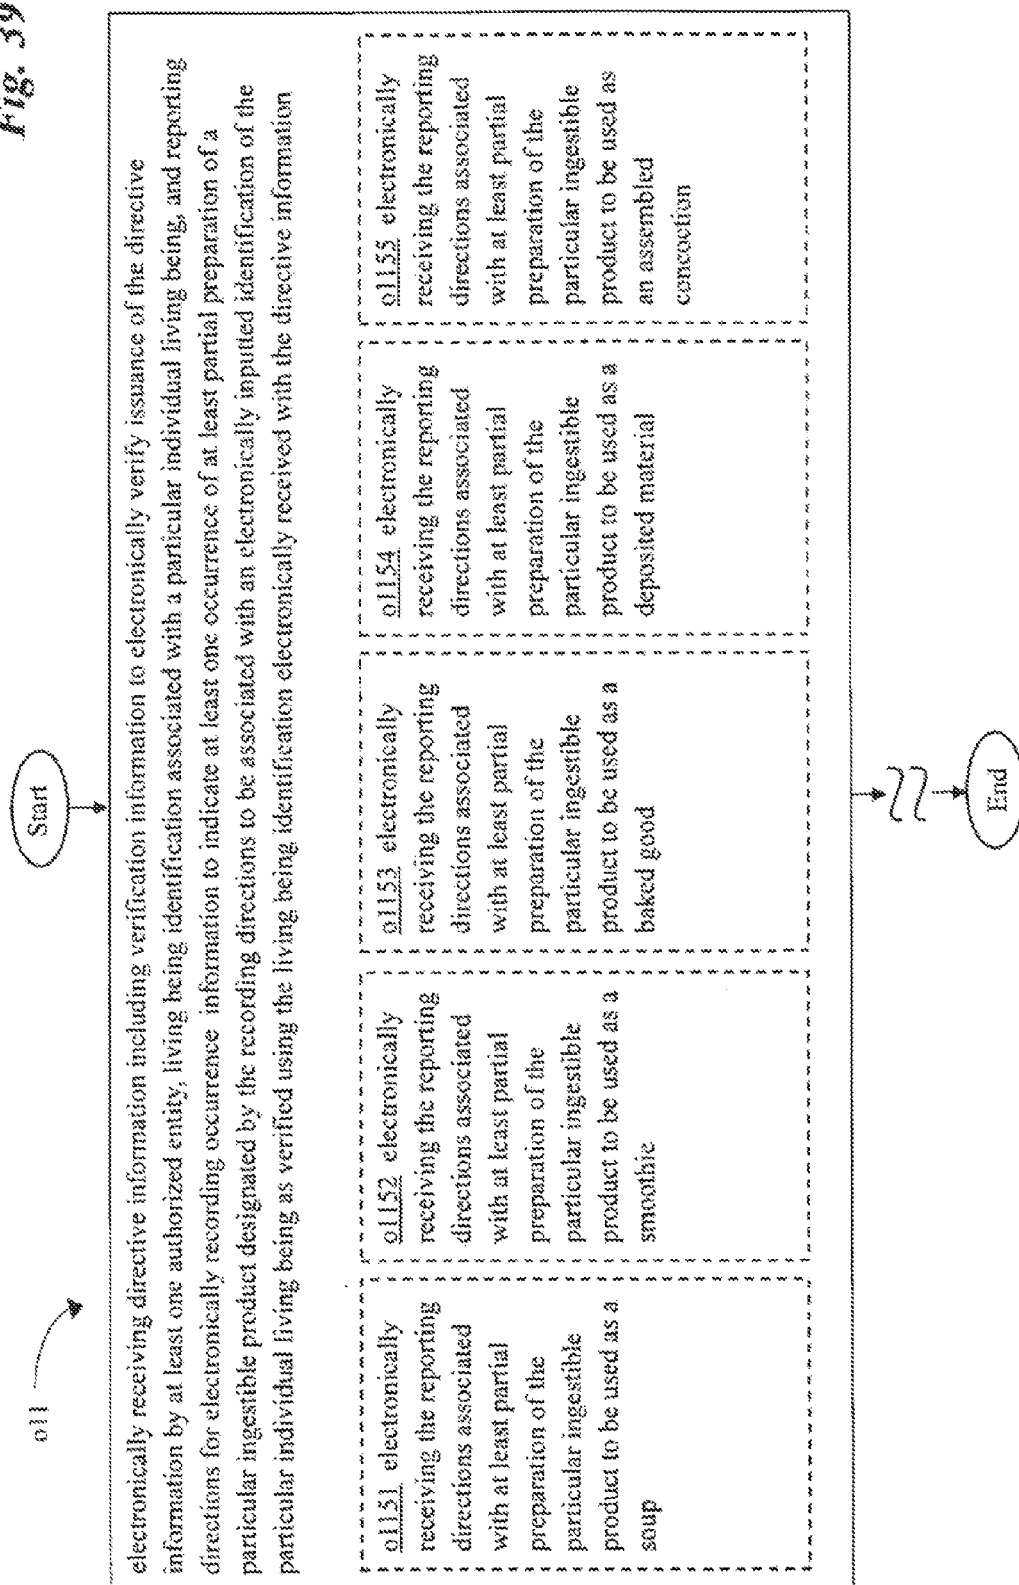 Fig. 39
Start
o11
electronically receiving directive information including verification information to electronically verify issuance of the directive
information by at least one authorized entity, living being identification associated with a particular individual living being, and reporting
directions for electronically recording occurrence information to indicate at least one occurrence of at least partial preparation of a
particular ingestible product designated by the recording directions to be associated with an electronically inputted identification of the
particular individual living being as verified using the living being identification electronically received with the directive information
o1151 electronically
receiving the reporting
directions associated
with at least partial
preparation of the
particular ingestible
product to be used as a
soup
o1152 electronically
receiving the reporting
directions associated
with at least partial
preparation of the
particular ingestible
product to be used as a
smoothie
o1153 electronically
receiving the reporting
directions associated
with at least partial
preparation of the
particular ingestible
product to be used as a
baked good
o1154 electronically
receiving the reporting
directions associated
with at least partial
preparation of the
particular ingestible
product to be used as a
deposited material
o1155 electronically
receiving the reporting
directions associated
with at least partial
preparation of the
particular ingestible
product to be used as
an assembled
concoction
End